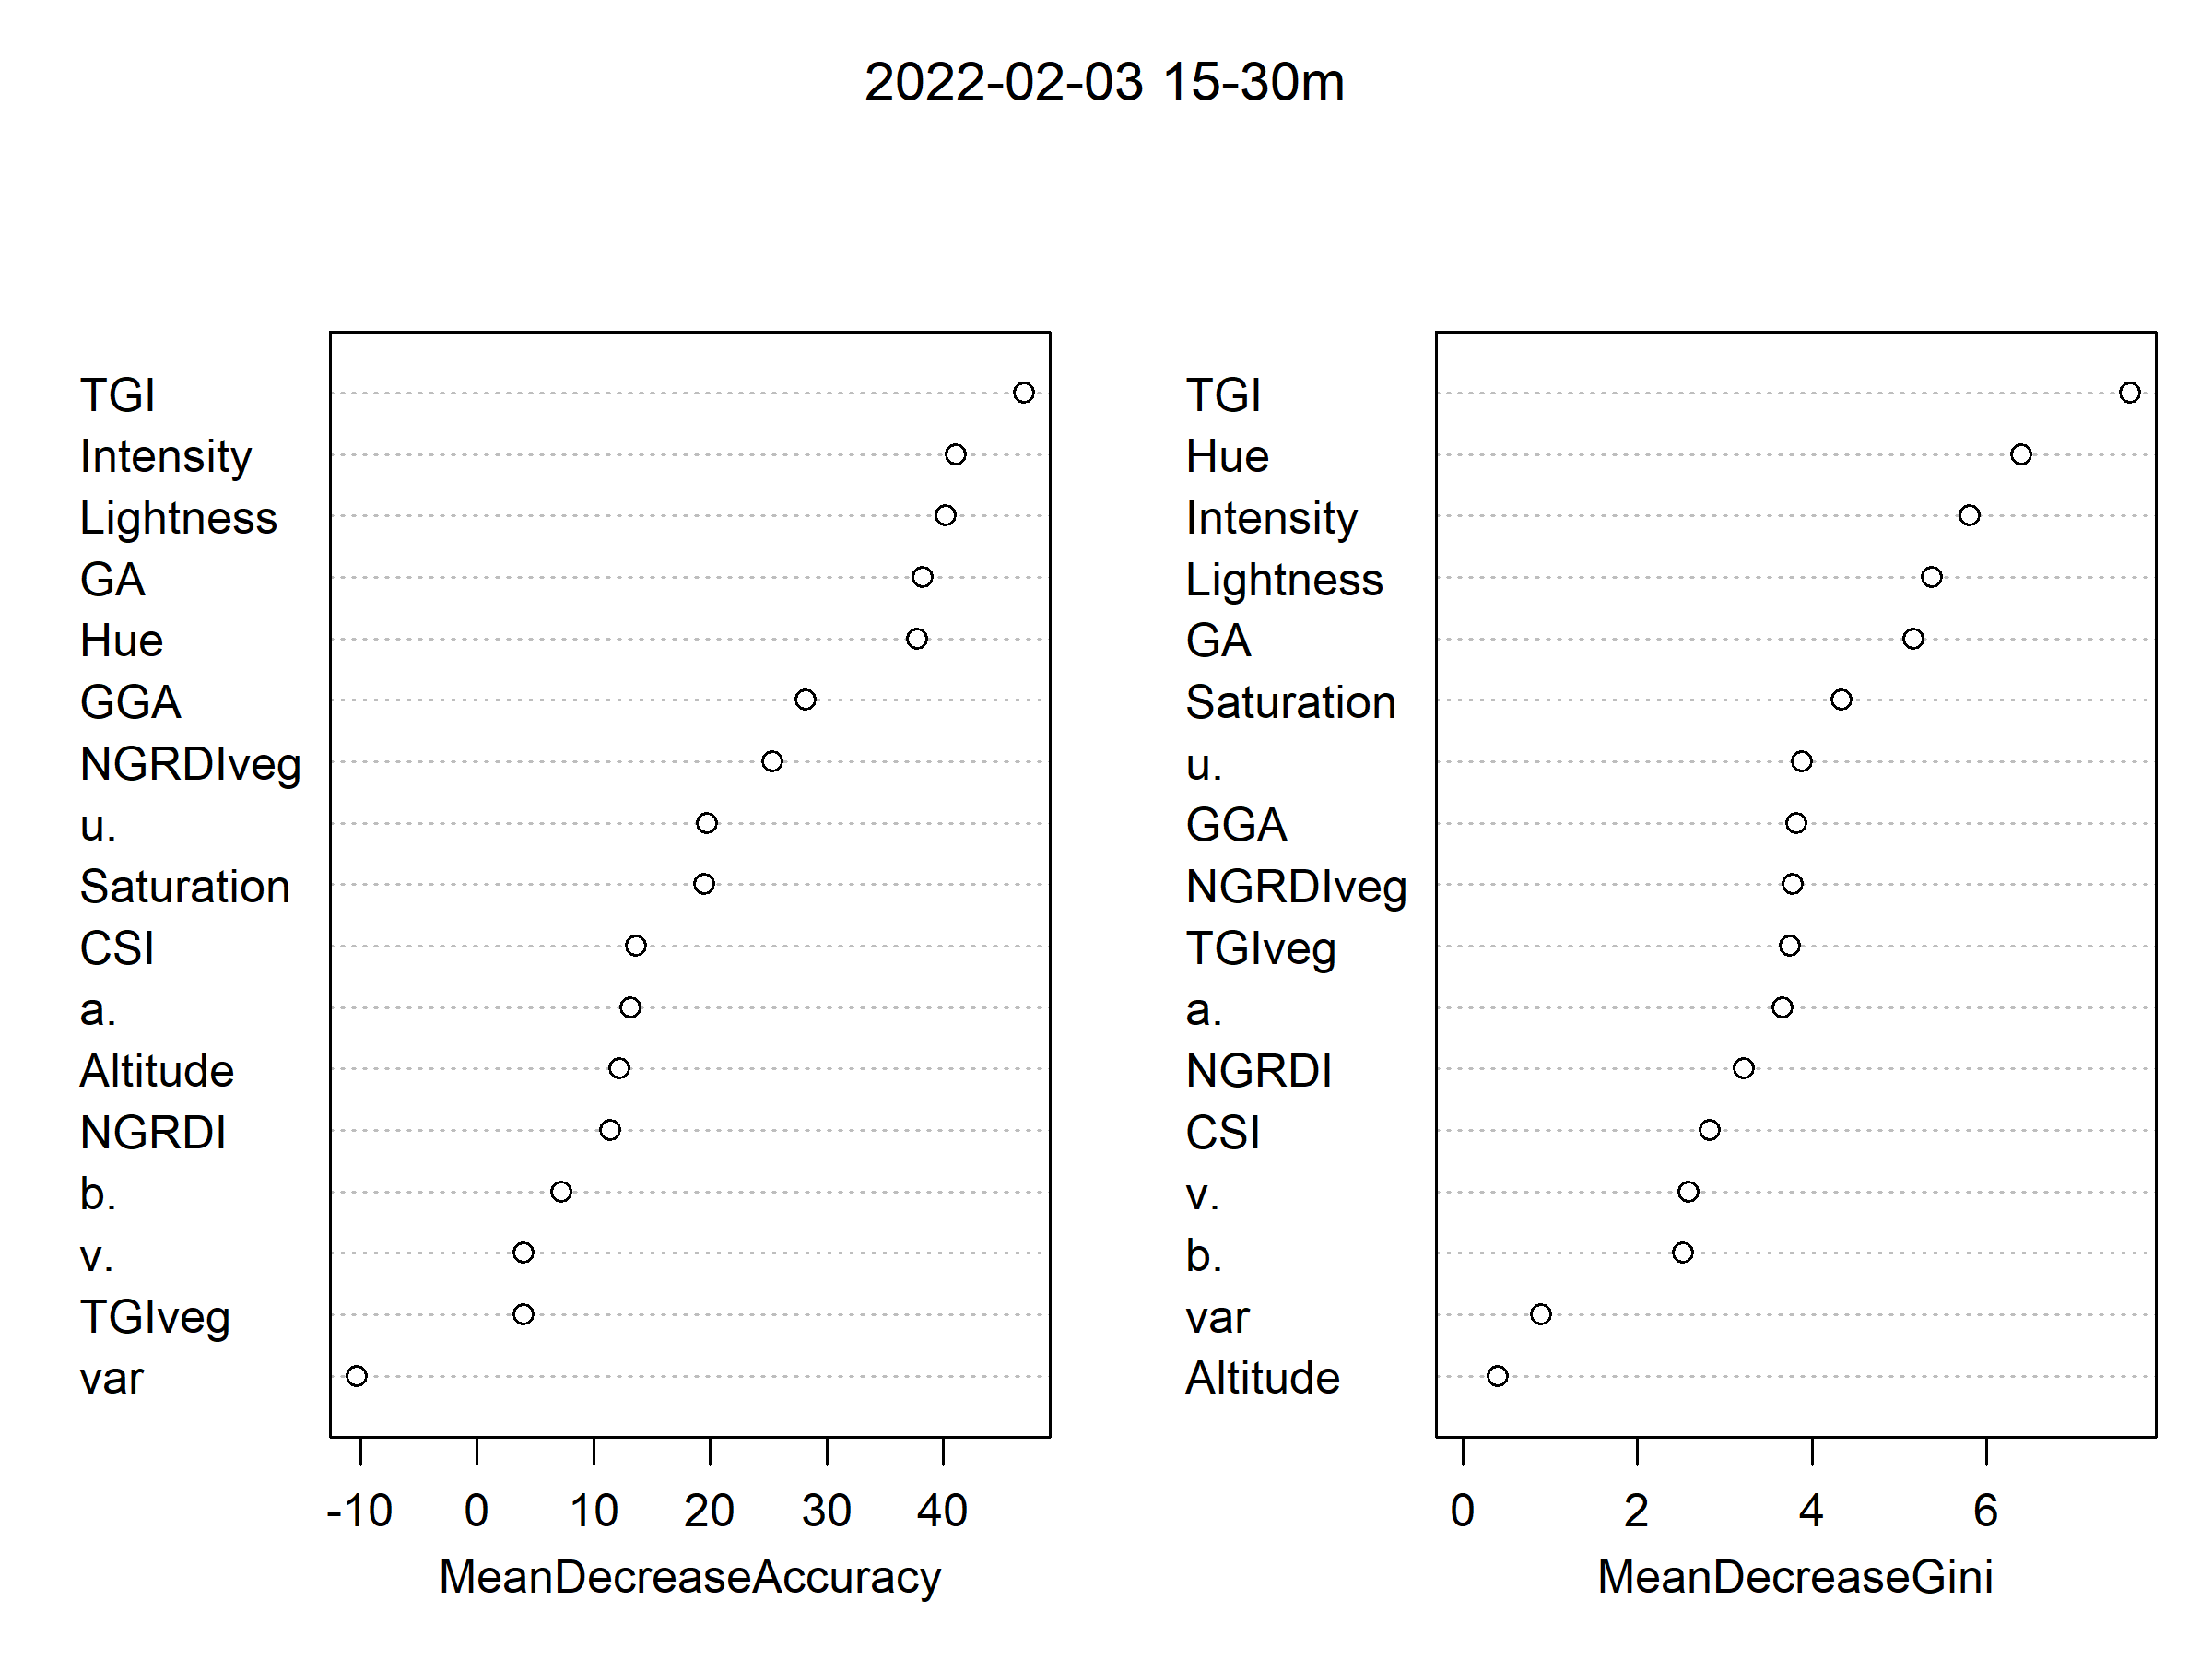 2022-02-03 15-30m
TGI
Intensity
Lightness
GA
Hue
GGA
NGRDIveg
u.
Saturation
CSI
a.
Altitude
NGRDI
b.
v.
TGIveg
var
-10 0 10 20 30 40
MeanDecreaseAccuracy
TGI
Hue
Intensity
Lightness
GA
Saturation
u.
GGA
NGRDIveg
TGIveg
a.
NGRDI
CSI
v.
b.
var
Altitude
0 2 4 6
MeanDecreaseGini